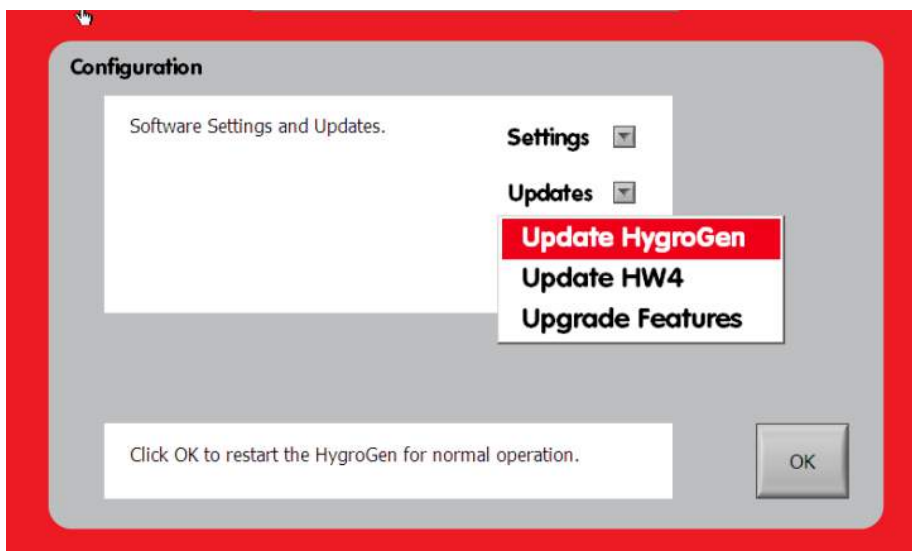 Configuration
Software Settings and Updates.
Settings
Updates
Update HygroGen
Update HW4
Upgrade Features
Click OK to restart the HygroGen for normal operation.
OK